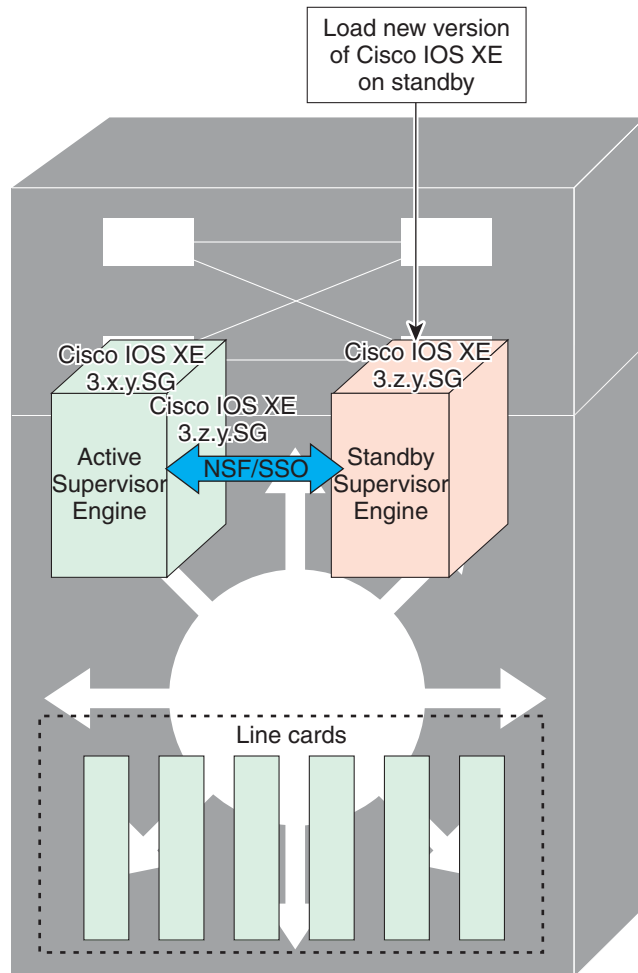 Load new version
of Cisco IOS XE
on standby
Cisco IOS XE
3.x.y.SG
Cisco IOS XE
3.z.y.SG
Cisco IOS XE
3.z.y.SG
Active
Supervisor
Engine
NSF/SSO
Standby
Supervisor
Engine
Line cards